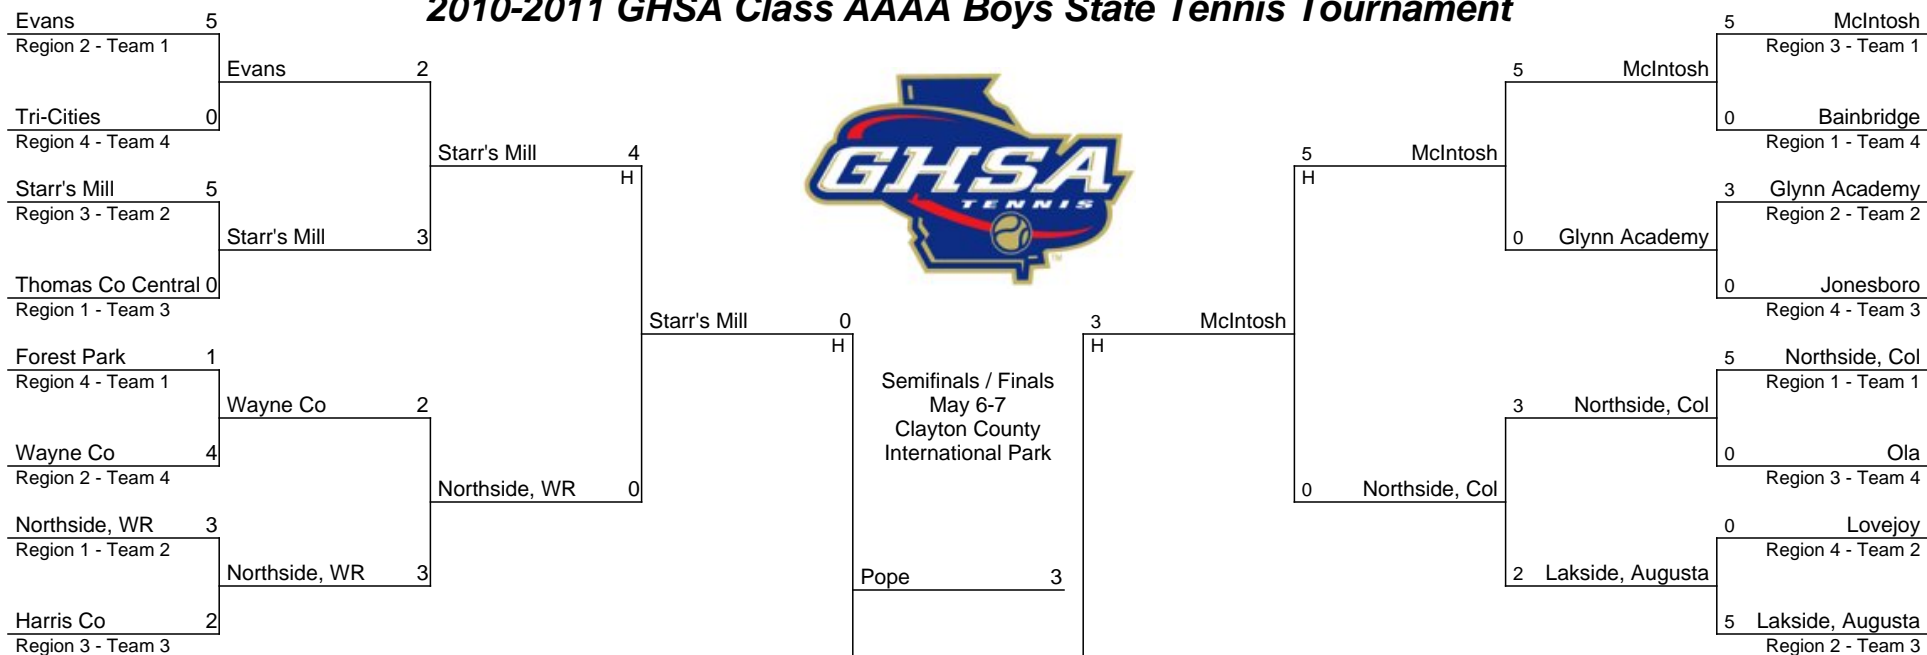 2010-2011 GHSA Class AAAA Boys State Tennis Tournament
Evans 5
Region 2 - Team 1
Tri-Cities 0
Region 4 - Team 4
Starr's Mill 5
Region 3 - Team 2
Thomas Co Central 0
Region 1 - Team 3
Forest Park 1
Region 4 - Team 1
Wayne Co 4
Region 2 - Team 4
Northside, WR 3
Region 1 - Team 2
Harris Co 2
Region 3 - Team 3
Evans 2
Starr's Mill 3
Wayne Co 2
Northside, WR 3
Starr's Mill 4
H
Northside, WR 0
Starr's Mill 0
H
GHSA
TENNIS
TM
Semifinals / Finals
May 6-7
Clayton County
International Park
Pope 3
3 McIntosh
H
5 McIntosh
H
0 Northside, Col
5 McIntosh
0 Glynn Academy
3 Northside, Col
2 Lakside, Augusta
5 McIntosh
Region 3 - Team 1
0 Bainbridge
Region 1 - Team 4
3 Glynn Academy
Region 2 - Team 2
0 Jonesboro
Region 4 - Team 3
5 Northside, Col
Region 1 - Team 1
0 Ola
Region 3 - Team 4
0 Lovejoy
Region 4 - Team 2
5 Lakside, Augusta
Region 2 - Team 3